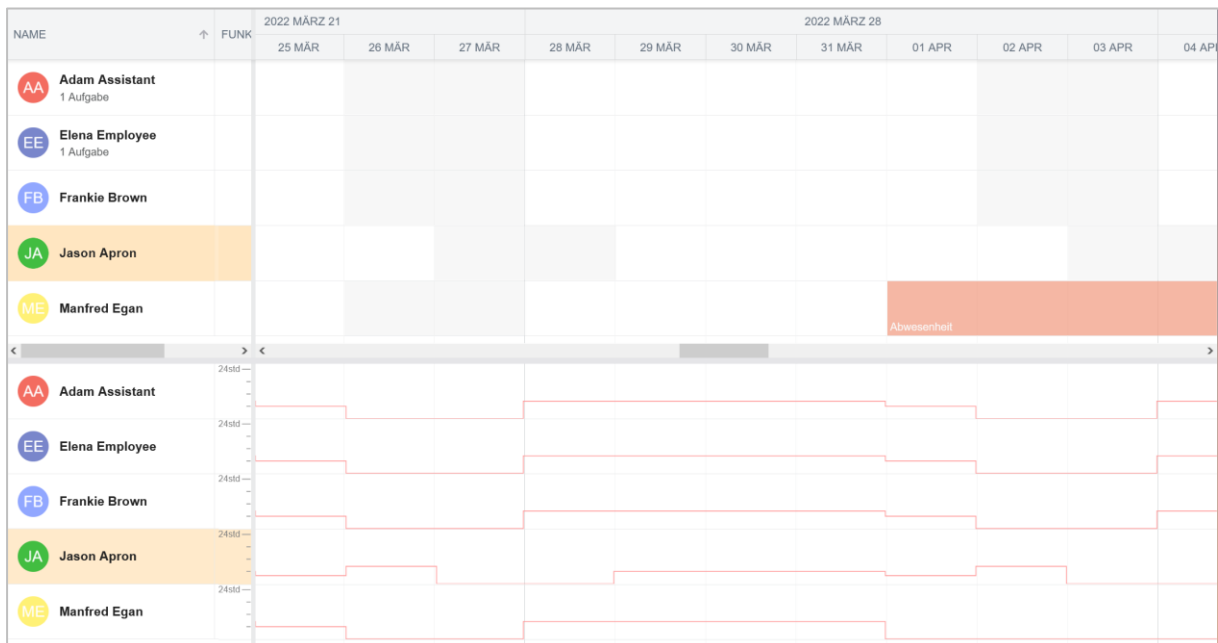 NAME
FUNK
2022 MÄRZ 21
2022 MÄRZ 28
25 MÄR
26 MÄR
27 MÄR
28 MÄR
29 MÄR
30 MÄR
31 MÄR
01 APR
02 APR
03 APR
04 AP
AA
Adam Assistant
1 Aufgabe
EE
Elena Employee
1 Aufgabe
FB
Frankie Brown
JA
Jason Apron
ME
Manfred Egan
Abwesenheit
24std
AA
Adam Assistant
24std
EE
Elena Employee
24std
FB
Frankie Brown
24std
JA
Jason Apron
24std
ME
Manfred Egan